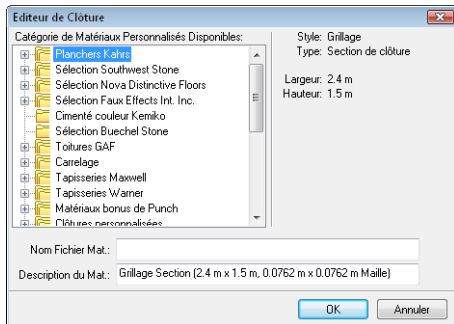 Editeur de Clôture
Catégorie de Matériaux Personnalisés Disponibles:
Planchers Kahrs
Sélection Southwest Stone
Sélection Nova Distinctive Floors
Sélection Faux Effects Int. Inc.
Cimenté couleur Kemiko
Sélection Buechel Stone
Toitures GAF
Carrelage
Tapisseries Maxwell
Tapisseries Warner
Matériaux bonus de Punch
Clôtures personnalisées
Style: Grillage
Type: Section de clôture
Largeur: 2.4 m
Hauteur: 1.5 m
Nom Fichier Mat.:
Description du Mat.: Grillage Section (2.4 m x 1.5 m, 0.0762 m x 0.0762 m Maille)
OK Annuler